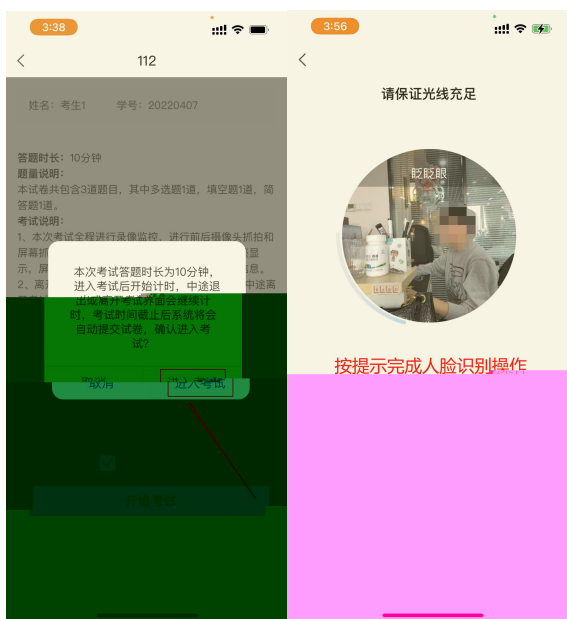 3:38
112
姓名：考生1 学号：20220407
答题时长：10分钟
题量说明：
本试卷共包含3道题目，其中多选题1道，填空题1道，简
答题1道。
考试说明：
1、本次考试全程进行录像监控，进行前后摄像头抓拍和
屏幕抓
显
示，屏
信息。
2、离开
中途离
本次考试答题时长为10分钟，
进入考试后开始计时，中途退
出或离开考试界面会继续计
时，考试时间截止后系统将会
自动提交试卷，确认进入考
试？
取消 进入考试
开始考试
3:56
请保证光线充足
眨眨眼
按提示完成人脸识别操作